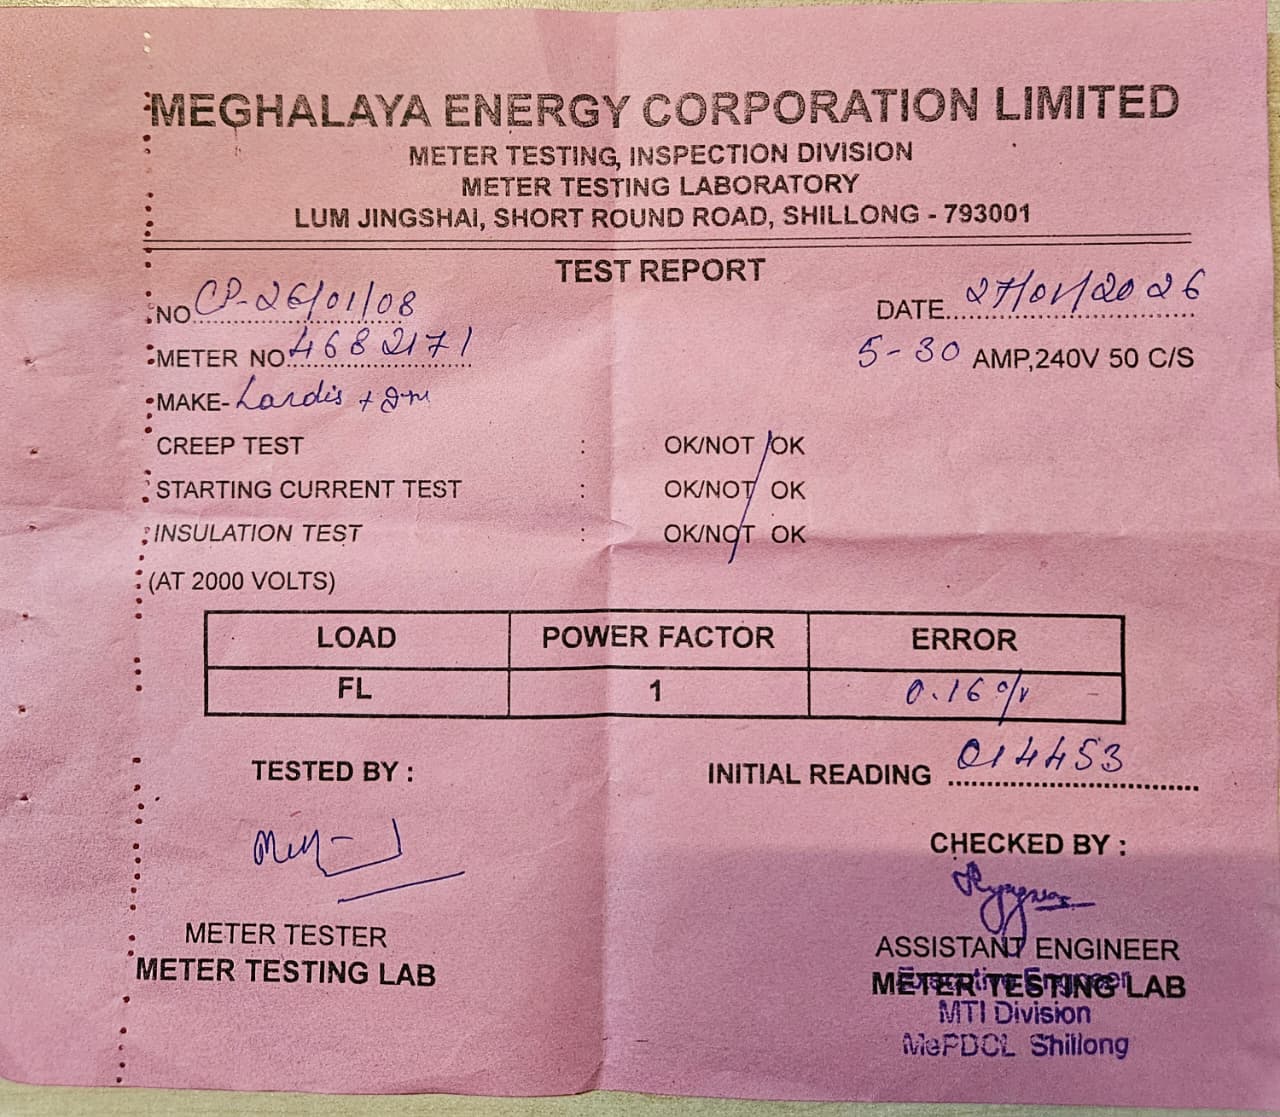 MEGHALAYA ENERGY CORPORATION LIMITED
METER TESTING, INSPECTION DIVISION
METER TESTING LABORATORY
LUM JINGSHAI, SHORT ROUND ROAD, SHILLONG - 793001
TEST REPORT
NO CP-26/01/08
DATE 27/01/2026
METER NO 4682171
5-30 AMP,240V 50 C/S
MAKE- Landis +
CREEP TEST : OK/NOT OK
STARTING CURRENT TEST : OK/NOT OK
INSULATION TEST : OK/NOT OK
(AT 2000 VOLTS)
LOAD POWER FACTOR ERROR
FL 1 0.16 %
TESTED BY :
INITIAL READING 014453
CHECKED BY :
METER TESTER
METER TESTING LAB
ASSISTANT ENGINEER
METER TESTING LAB
Executive Engineer
MTI Division
MePDCL Shillong